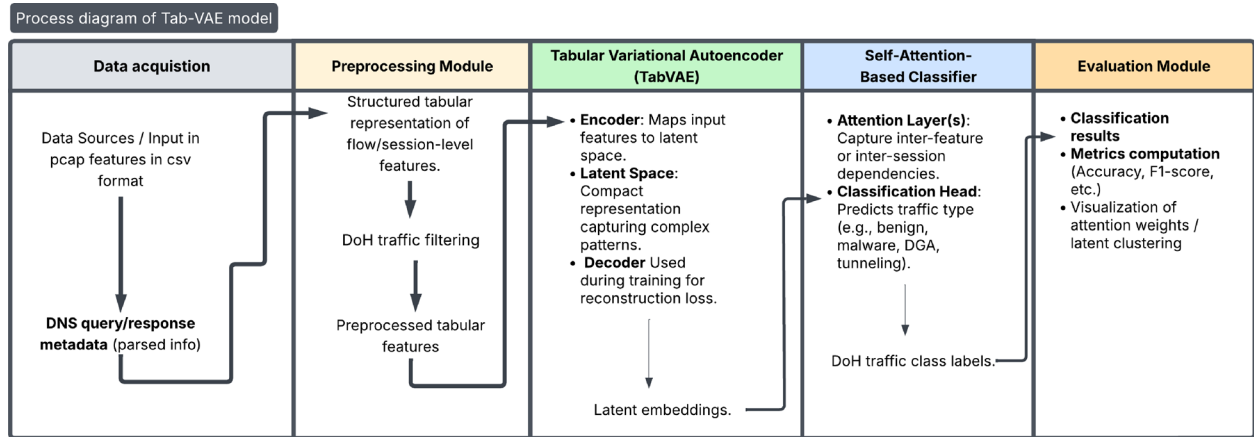 Process diagram of Tab-VAE model
Data acquistion
Data Sources / Input in
pcap features in csv
format
DNS query/response
metadata (parsed info)
Preprocessing Module
Structured tabular
representation of
flow/session-level
features.
DoH traffic filtering
Preprocessed tabular
features
Tabular Variational Autoencoder
(TabVAE)
• Encoder: Maps input
features to latent
space.
• Latent Space:
Compact
representation
capturing complex
patterns.
• Decoder Used
during training for
reconstruction loss.
Latent embeddings.
Self-Attention-
Based Classifier
• Attention Layer(s):
Capture inter-feature
or inter-session
dependencies.
• Classification Head:
Predicts traffic type
(e.g., benign,
malware, DGA,
tunneling).
DoH traffic class labels.
Evaluation Module
• Classification
results
• Metrics computation
(Accuracy, F1-score,
etc.)
• Visualization of
attention weights /
latent clustering